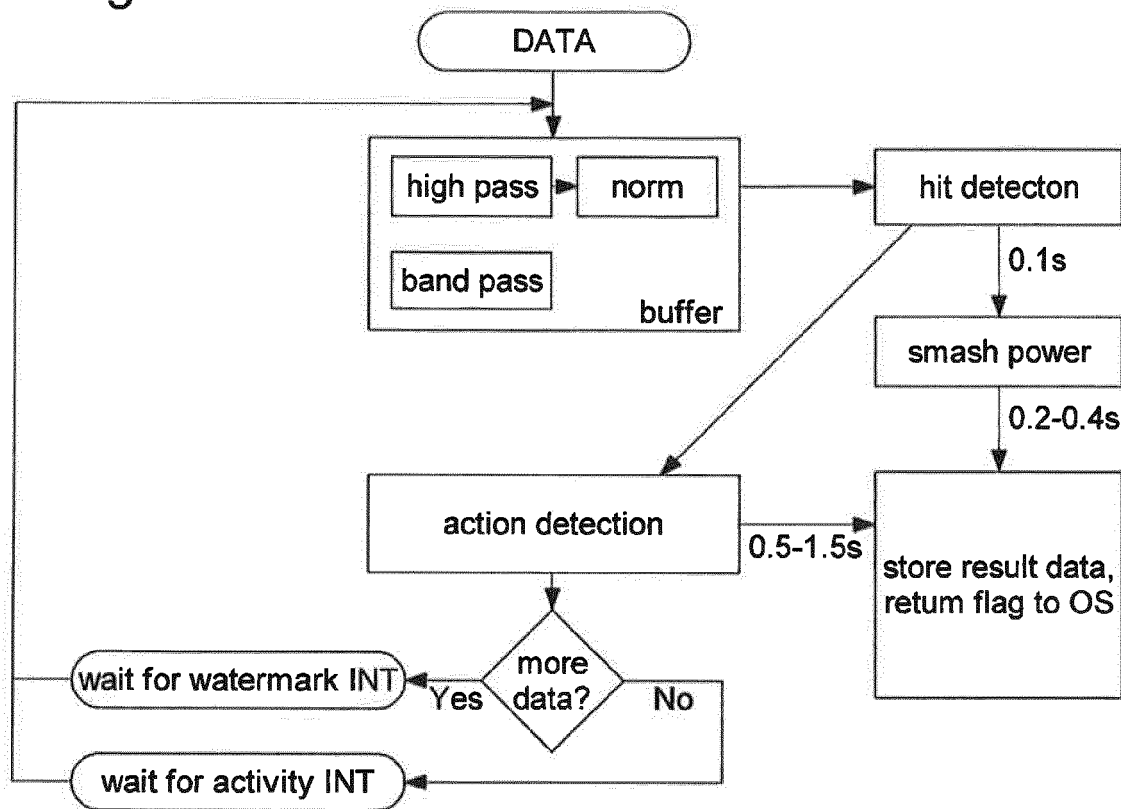 DATA
high pass
norm
band pass
buffer
hit detecton
0.1s
smash power
0.2-0.4s
action detection
0.5-1.5s
store result data,
retum flag to OS
more
data?
Yes
No
wait for watermark INT
wait for activity INT